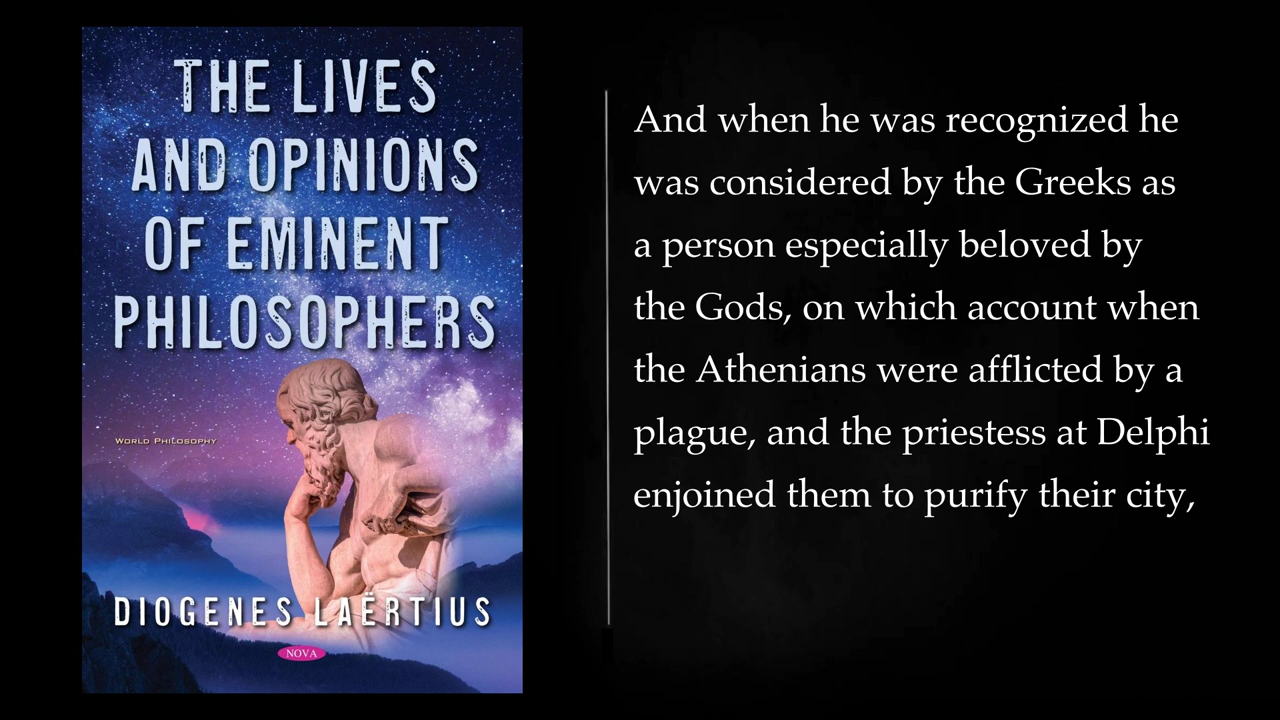 THE LIVES
AND OPINIONS
OF EMINENT
PHILOSOPHERS
WORLD PHILOSOPHY
DIOGENES LAËRTIUS
NOVA
And when he was recognized he
was considered by the Greeks as
a person especially beloved by
the Gods, on which account when
the Athenians were afflicted by a
plague, and the priestess at Delphi
enjoined them to purify their city,